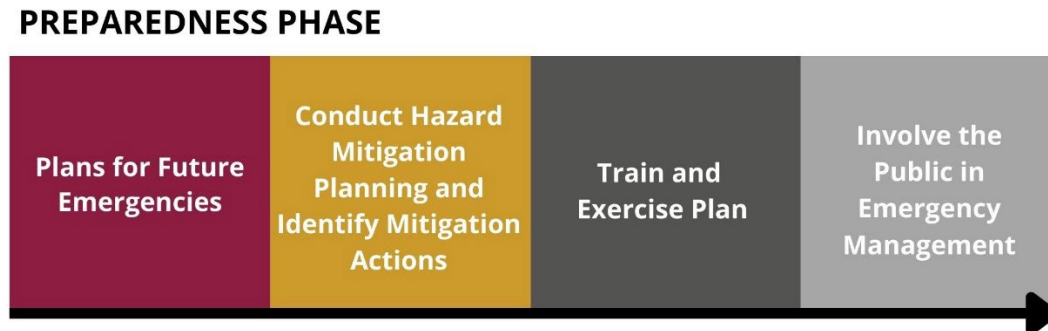 PREPAREDNESS PHASE
Plans for Future
Emergencies
Conduct Hazard
Mitigation
Planning and
Identify Mitigation
Actions
Train and
Exercise Plan
Involve the
Public in
Emergency
Management